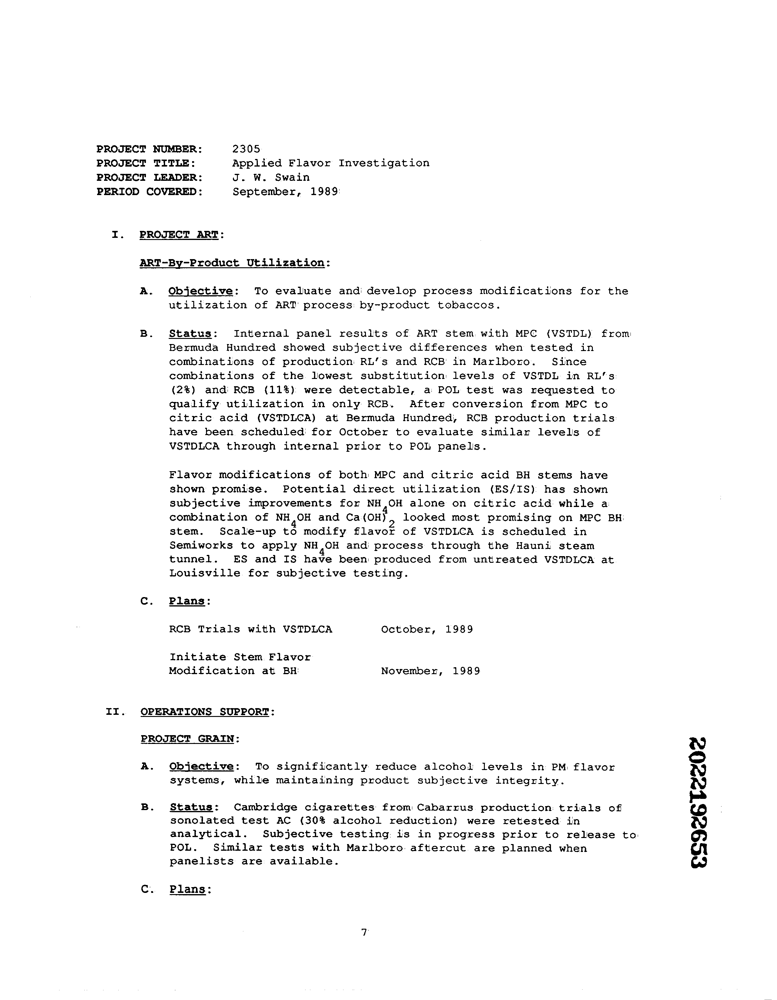 PROJECT NUMBER: 2305
PROJECT TITLE: Applied Flavor Investigation
PROJECT LEADER: J. W. Swain
PERIOD COVERED: September, 1989
I. PROJECT ART:
ART-By-Product Utilization:
A. Objective: To evaluate and develop process modifications for the
utilization of ART process by-product tobaccos.
B. Status: Internal panel results of ART stem with MPC (VSTDL) from
Bermuda Hundred showed subjective differences when tested in
combinations of production RL's and RCB in Marlboro. Since
combinations of the lowest substitution levels of VSTDL in RL's
(2%) and RCB (11%) were detectable, a POL test was requested to
qualify utilization in only RCB. After conversion from MPC to
citric acid (VSTDLCA) at Bermuda Hundred, RCB production trials
have been scheduled for October to evaluate similar levels of
VSTDLCA through internal prior to POL panels.
Flavor modifications of both MPC and citric acid BH stems have
shown promise. Potential direct utilization (ES/IS) has shown
subjective improvements for NH4OH alone on citric acid while a
combination of NH4OH and Ca(OH)2 looked most promising on MPC BH
stem. Scale-up to modify flavor of VSTDLCA is scheduled in
Semiworks to apply NH4OH and process through the Hauni steam
tunnel. ES and IS have been produced from untreated VSTDLCA at
Louisville for subjective testing.
C. Plans:
RCB Trials with VSTDLCA October, 1989
Initiate Stem Flavor
Modification at BH November, 1989
II. OPERATIONS SUPPORT:
PROJECT GRAIN:
A. Objective: To significantly reduce alcohol levels in PM flavor
systems, while maintaining product subjective integrity.
B. Status: Cambridge cigarettes from Cabarrus production trials of
sonolated test AC (30% alcohol reduction) were retested in
analytical. Subjective testing is in progress prior to release to
POL. Similar tests with Marlboro aftercut are planned when
panelists are available.
C. Plans:
7
2022192653